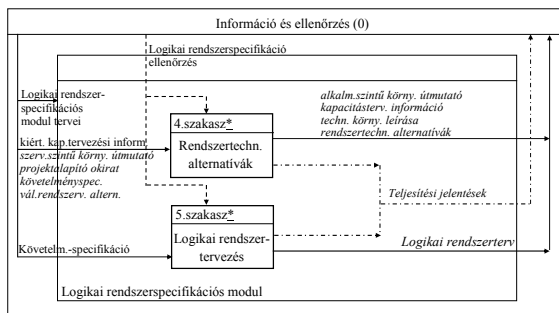 Információ és ellenőrzés (0)
Logikai rendszerspecifikáció
ellenőrzés
Logikai rendszer-
specifikációs
modul tervei
kiért. kap.tervezési inform
szerv.szintű körny. útmutató
projektalapító okirat
követelményspec.
vál.rendszerv. altern.
4.szakasz*
Rendszertechn.
alternatívák
alkalm.szintű körny. útmutató
kapacitásterv. információ
techn. körny. leírása
rendszertechn. alternatívák
Teljesítési jelentések
5.szakasz*
Logikai rendszer-
tervezés
Logikai rendszerterv
Követelm.-specifikáció
Logikai rendszerspecifikációs modul